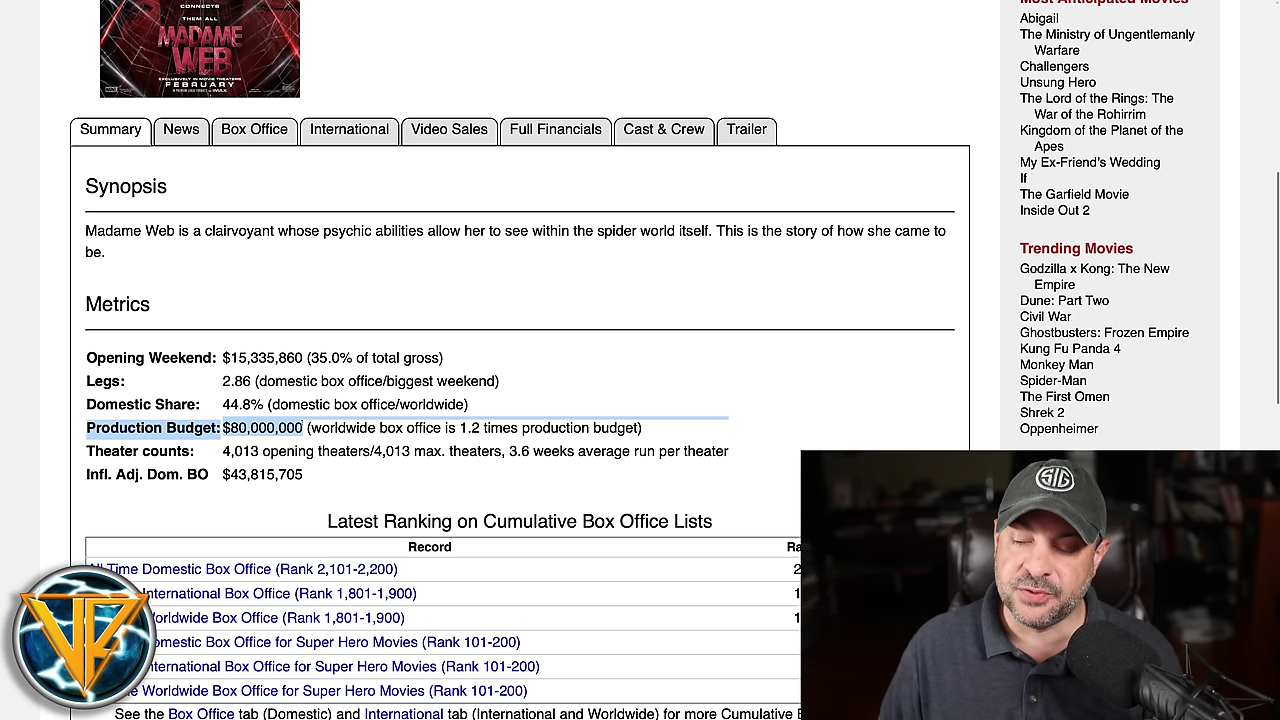 CONNECTS
THEM ALL
MADAME
WEB
EXCLUSIVELY IN MOVIE THEATERS
FEBRUARY
Summary
News
Box Office
International
Video Sales
Full Financials
Cast & Crew
Trailer
Synopsis
Madame Web is a clairvoyant whose psychic abilities allow her to see within the spider world itself. This is the story of how she came to
be.
Metrics
Opening Weekend: $15,335,860 (35.0% of total gross)
Legs: 2.86 (domestic box office/biggest weekend)
Domestic Share: 44.8% (domestic box office/worldwide)
Production Budget: $80,000,000 (worldwide box office is 1.2 times production budget)
Theater counts: 4,013 opening theaters/4,013 max. theaters, 3.6 weeks average run per theater
Infl. Adj. Dom. BO $43,815,705
Latest Ranking on Cumulative Box Office Lists
Record
Time Domestic Box Office (Rank 2,101-2,200) 2
International Box Office (Rank 1,801-1,900) 1
Worldwide Box Office (Rank 1,801-1,900) 1
Domestic Box Office for Super Hero Movies (Rank 101-200)
International Box Office for Super Hero Movies (Rank 101-200)
Worldwide Box Office for Super Hero Movies (Rank 101-200)
See the Box Office tab (Domestic) and International tab (International and Worldwide) for more Cumulative
Most Anticipated Movies
Abigail
The Ministry of Ungentlemanly
Warfare
Challengers
Unsung Hero
The Lord of the Rings: The
War of the Rohirrim
Kingdom of the Planet of the
Apes
My Ex-Friend's Wedding
If
The Garfield Movie
Inside Out 2
Trending Movies
Godzilla x Kong: The New
Empire
Dune: Part Two
Civil War
Ghostbusters: Frozen Empire
Kung Fu Panda 4
Monkey Man
Spider-Man
The First Omen
Shrek 2
Oppenheimer
SIG